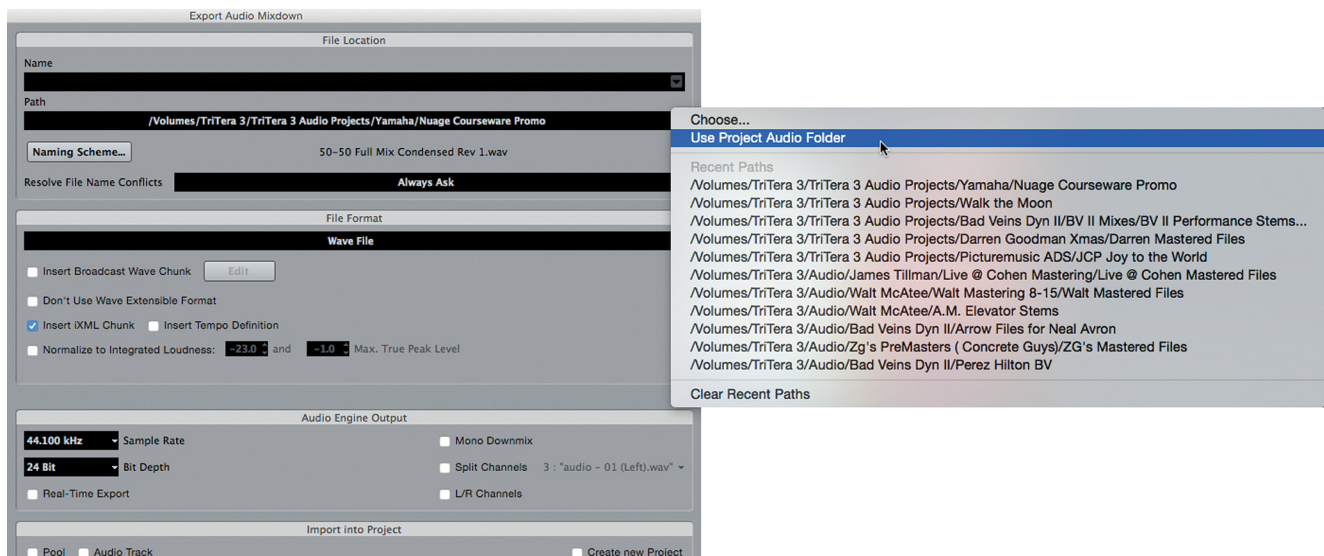 Export Audio Mixdown
File Location
Name
Path
/Volumes/TriTera 3/TriTera 3 Audio Projects/Yamaha/Nuage Courseware Promo
Naming Scheme...
50-50 Full Mix Condensed Rev 1.wav
Resolve File Name Conflicts
Always Ask
File Format
Wave File
Insert Broadcast Wave Chunk
Edit
Don't Use Wave Extensible Format
Insert iXML Chunk
Insert Tempo Definition
Normalize to Integrated Loudness: -23.0 and -1.0 Max. True Peak Level
Audio Engine Output
44.100 kHz Sample Rate
Mono Downmix
24 Bit Bit Depth
Split Channels 3 : "audio - 01 (Left).wav"
Real-Time Export
L/R Channels
Import into Project
Pool
Audio Track
Create new Project
Choose...
Use Project Audio Folder
Recent Paths
/Volumes/TriTera 3/TriTera 3 Audio Projects/Yamaha/Nuage Courseware Promo
/Volumes/TriTera 3/TriTera 3 Audio Projects/Walk the Moon
/Volumes/TriTera 3/TriTera 3 Audio Projects/Bad Veins Dyn II/BV II Mixes/BV II Performance Stems...
/Volumes/TriTera 3/TriTera 3 Audio Projects/Darren Goodman Xmas/Darren Mastered Files
/Volumes/TriTera 3/TriTera 3 Audio Projects/Picturemusic ADS/JCP Joy to the World
/Volumes/TriTera 3/Audio/James Tillman/Live @ Cohen Mastering/Live @ Cohen Mastered Files
/Volumes/TriTera 3/Audio/Walt McAtee/Walt Mastering 8-15/Walt Mastered Files
/Volumes/TriTera 3/Audio/Walt McAtee/A.M. Elevator Stems
/Volumes/TriTera 3/Audio/Bad Veins Dyn II/Arrow Files for Neal Avron
/Volumes/TriTera 3/Audio/Zg's PreMasters ( Concrete Guys)/ZG's Mastered Files
/Volumes/TriTera 3/Audio/Bad Veins Dyn II/Perez Hilton BV
Clear Recent Paths